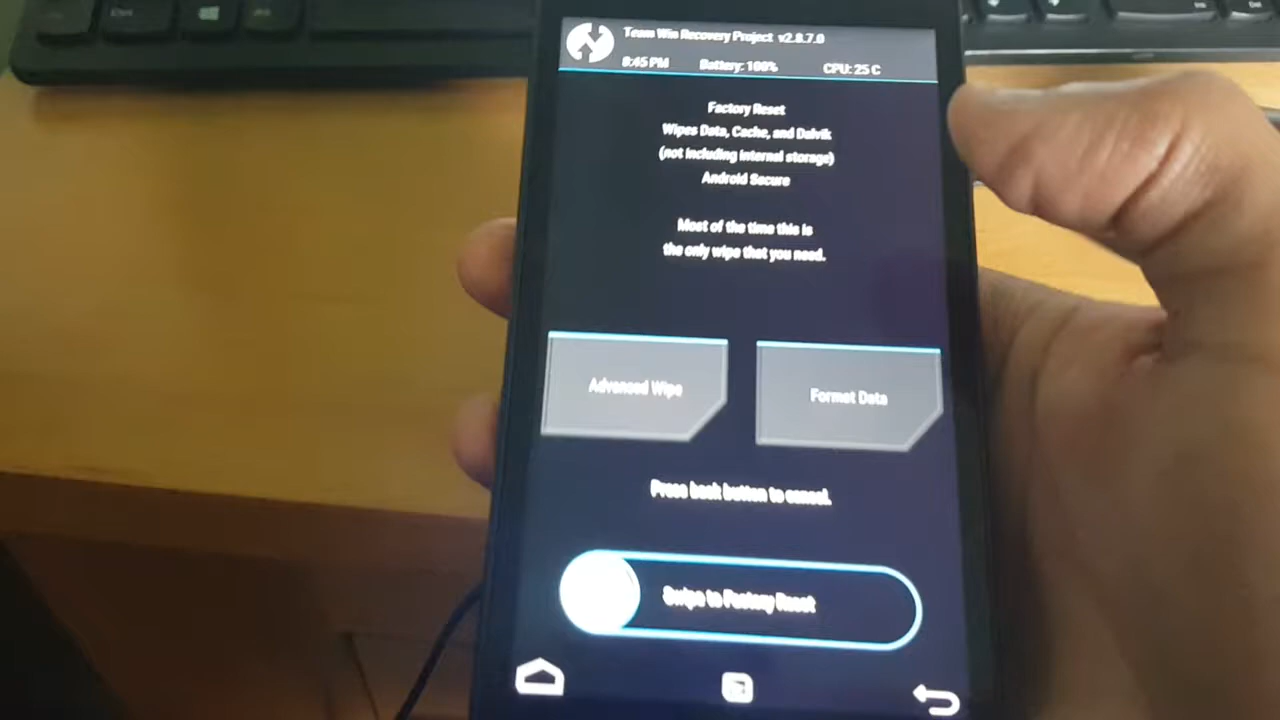 Team Win Recovery Project v2.8.7.0
8:45 PM Battery: 100% CPU: 25 C
Factory Reset
Wipes Data, Cache, and Dalvik
(not including internal storage)
Android Secure
Most of the time this is
the only wipe that you need.
Advanced Wipe
Format Data
Press back button to cancel.
Swipe to Factory Reset